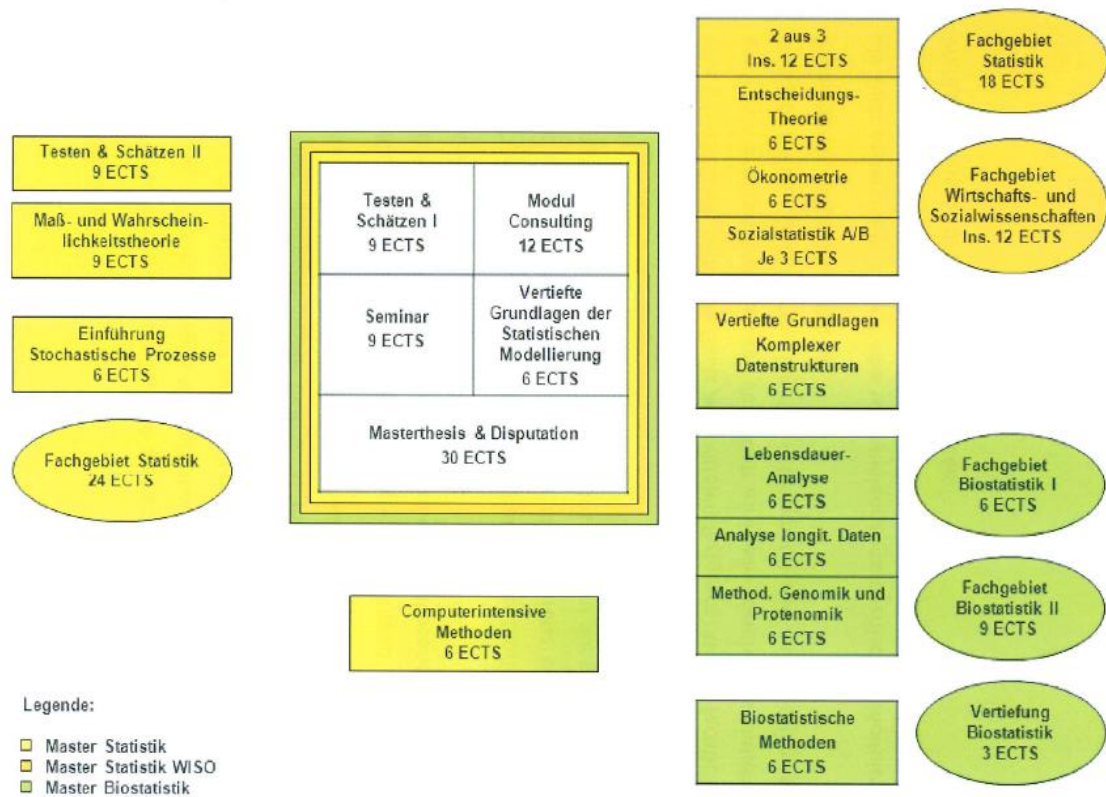 Testen & Schätzen II
9 ECTS
Maß- und Wahrschein-
lichkeitstheorie
9 ECTS
Einführung
Stochastische Prozesse
6 ECTS
Fachgebiet Statistik
24 ECTS
Testen &
Schätzen I
9 ECTS
Modul
Consulting
12 ECTS
Seminar
9 ECTS
Vertiefte
Grundlagen der
Statistischen
Modellierung
6 ECTS
Masterthesis & Disputation
30 ECTS
Computerintensive
Methoden
6 ECTS
2 aus 3
Ins. 12 ECTS
Entscheidungs-
Theorie
6 ECTS
Ökonometrie
6 ECTS
Sozialstatistik A/B
Je 3 ECTS
Fachgebiet
Statistik
18 ECTS
Fachgebiet
Wirtschafts- und
Sozialwissenschaften
Ins. 12 ECTS
Vertiefte Grundlagen
Komplexer
Datenstrukturen
6 ECTS
Lebensdauer-
Analyse
6 ECTS
Analyse longit. Daten
6 ECTS
Method. Genomik und
Protenomik
6 ECTS
Fachgebiet
Biostatistik I
6 ECTS
Fachgebiet
Biostatistik II
9 ECTS
Biostatistische
Methoden
6 ECTS
Vertiefung
Biostatistik
3 ECTS
Legende:
Master Statistik
Master Statistik WISO
Master Biostatistik